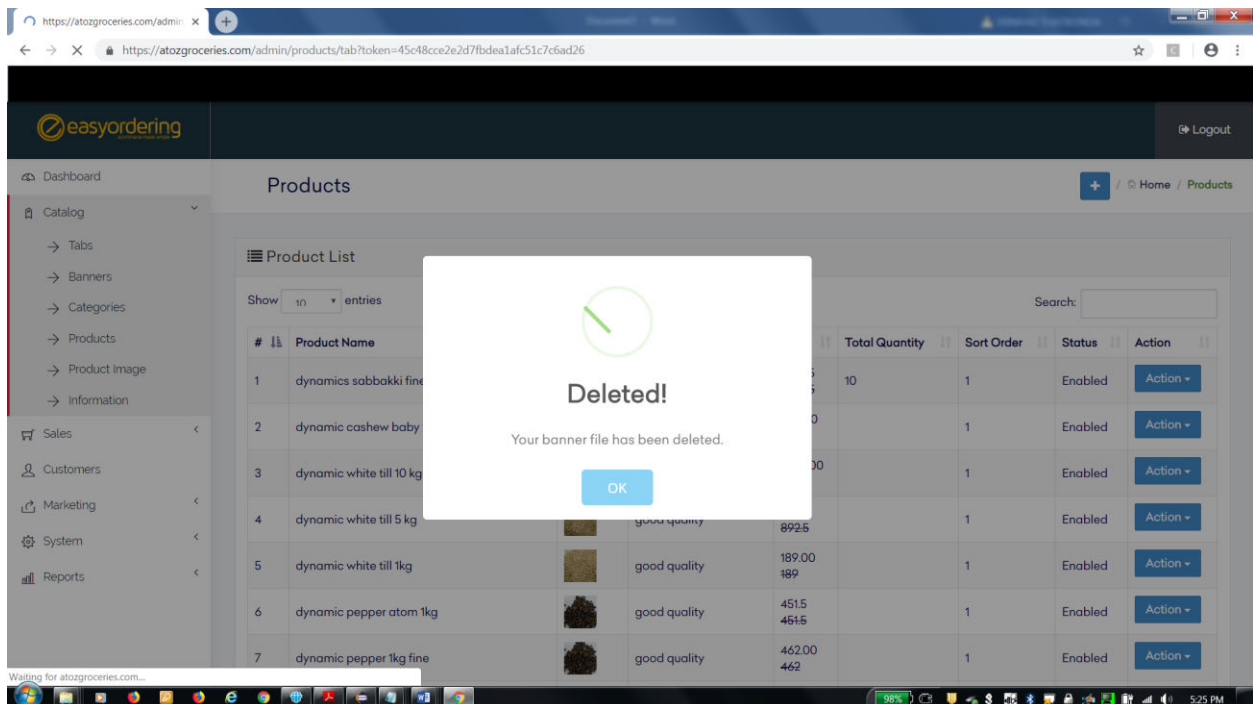 https://atozgroceries.com/admin
https://atozgroceries.com/admin/products/tab?token=45c48cce2e2d7fbdea1afc51c7c6ad26
easyordering
Logout
Dashboard
Catalog
Tabs
Banners
Categories
Products
Product Image
Information
Sales
Customers
Marketing
System
Reports
Products
/ Home / Products
Product List
Show 10 entries
Search:
# Product Name Total Quantity Sort Order Status Action
1 dynamics sabbakki fine 10 1 Enabled Action
2 dynamic cashew baby 1 Enabled Action
3 dynamic white till 10 kg 1 Enabled Action
4 dynamic white till 5 kg good quality 892.5 1 Enabled Action
5 dynamic white till 1kg good quality 189.00 1 Enabled Action
189
6 dynamic pepper atom 1kg good quality 451.5 1 Enabled Action
451.5
7 dynamic pepper 1kg fine good quality 462.00 1 Enabled Action
462
Deleted!
Your banner file has been deleted.
OK
Waiting for atozgroceries.com...
98%
5:25 PM